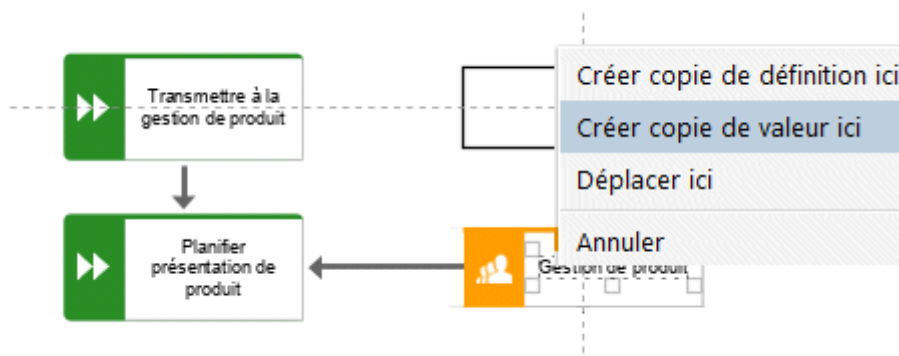 Transmettre à la
gestion de produit
Créer copie de définition ici
Créer copie de valeur ici
Déplacer ici
Annuler
Planifier
présentation de
produit
Gestion de produit